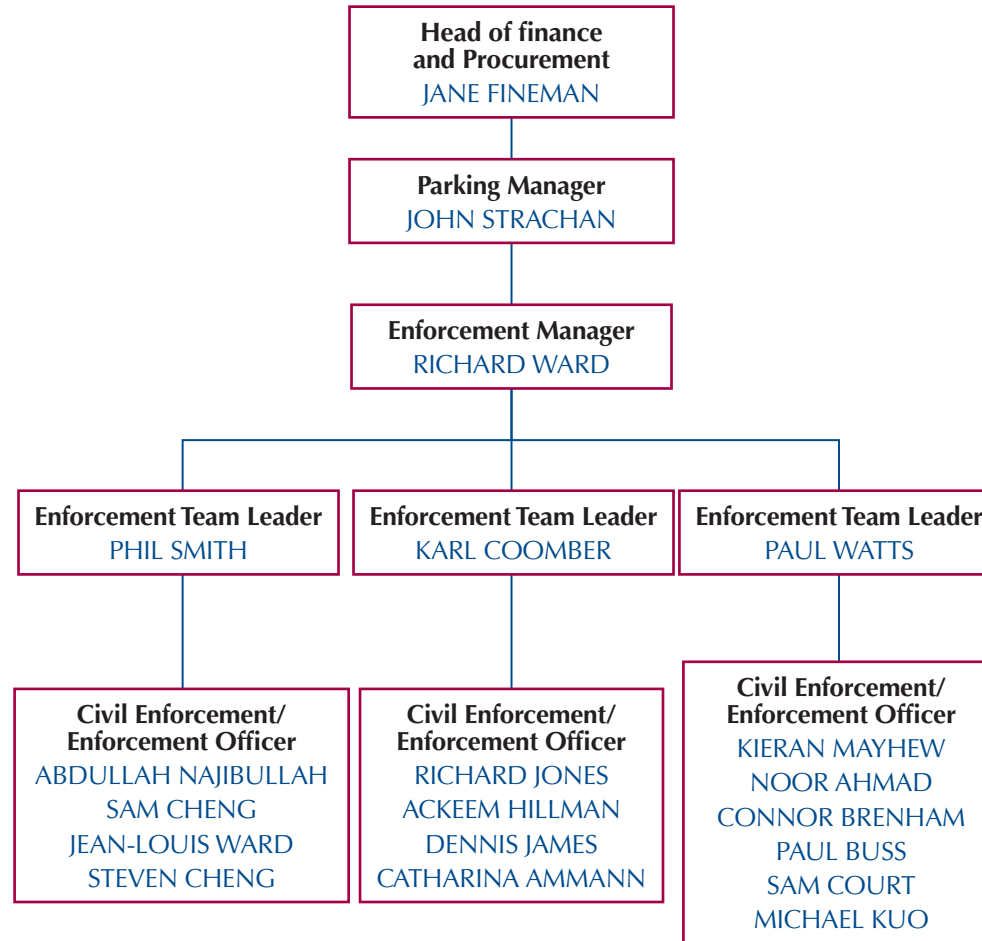 Head of finance
and Procurement
JANE FINEMAN
Parking Manager
JOHN STRACHAN
Enforcement Manager
RICHARD WARD
Enforcement Team Leader
PHIL SMITH
Enforcement Team Leader
KARL COOMBER
Enforcement Team Leader
PAUL WATTS
Civil Enforcement/
Enforcement Officer
ABDULLAH NAJIBULLAH
SAM CHENG
JEAN-LOUIS WARD
STEVEN CHENG
Civil Enforcement/
Enforcement Officer
RICHARD JONES
ACKEEM HILLMAN
DENNIS JAMES
CATHARINA AMMANN
Civil Enforcement/
Enforcement Officer
KIERAN MAYHEW
NOOR AHMAD
CONNOR BRENHAM
PAUL BUSS
SAM COURT
MICHAEL KUO